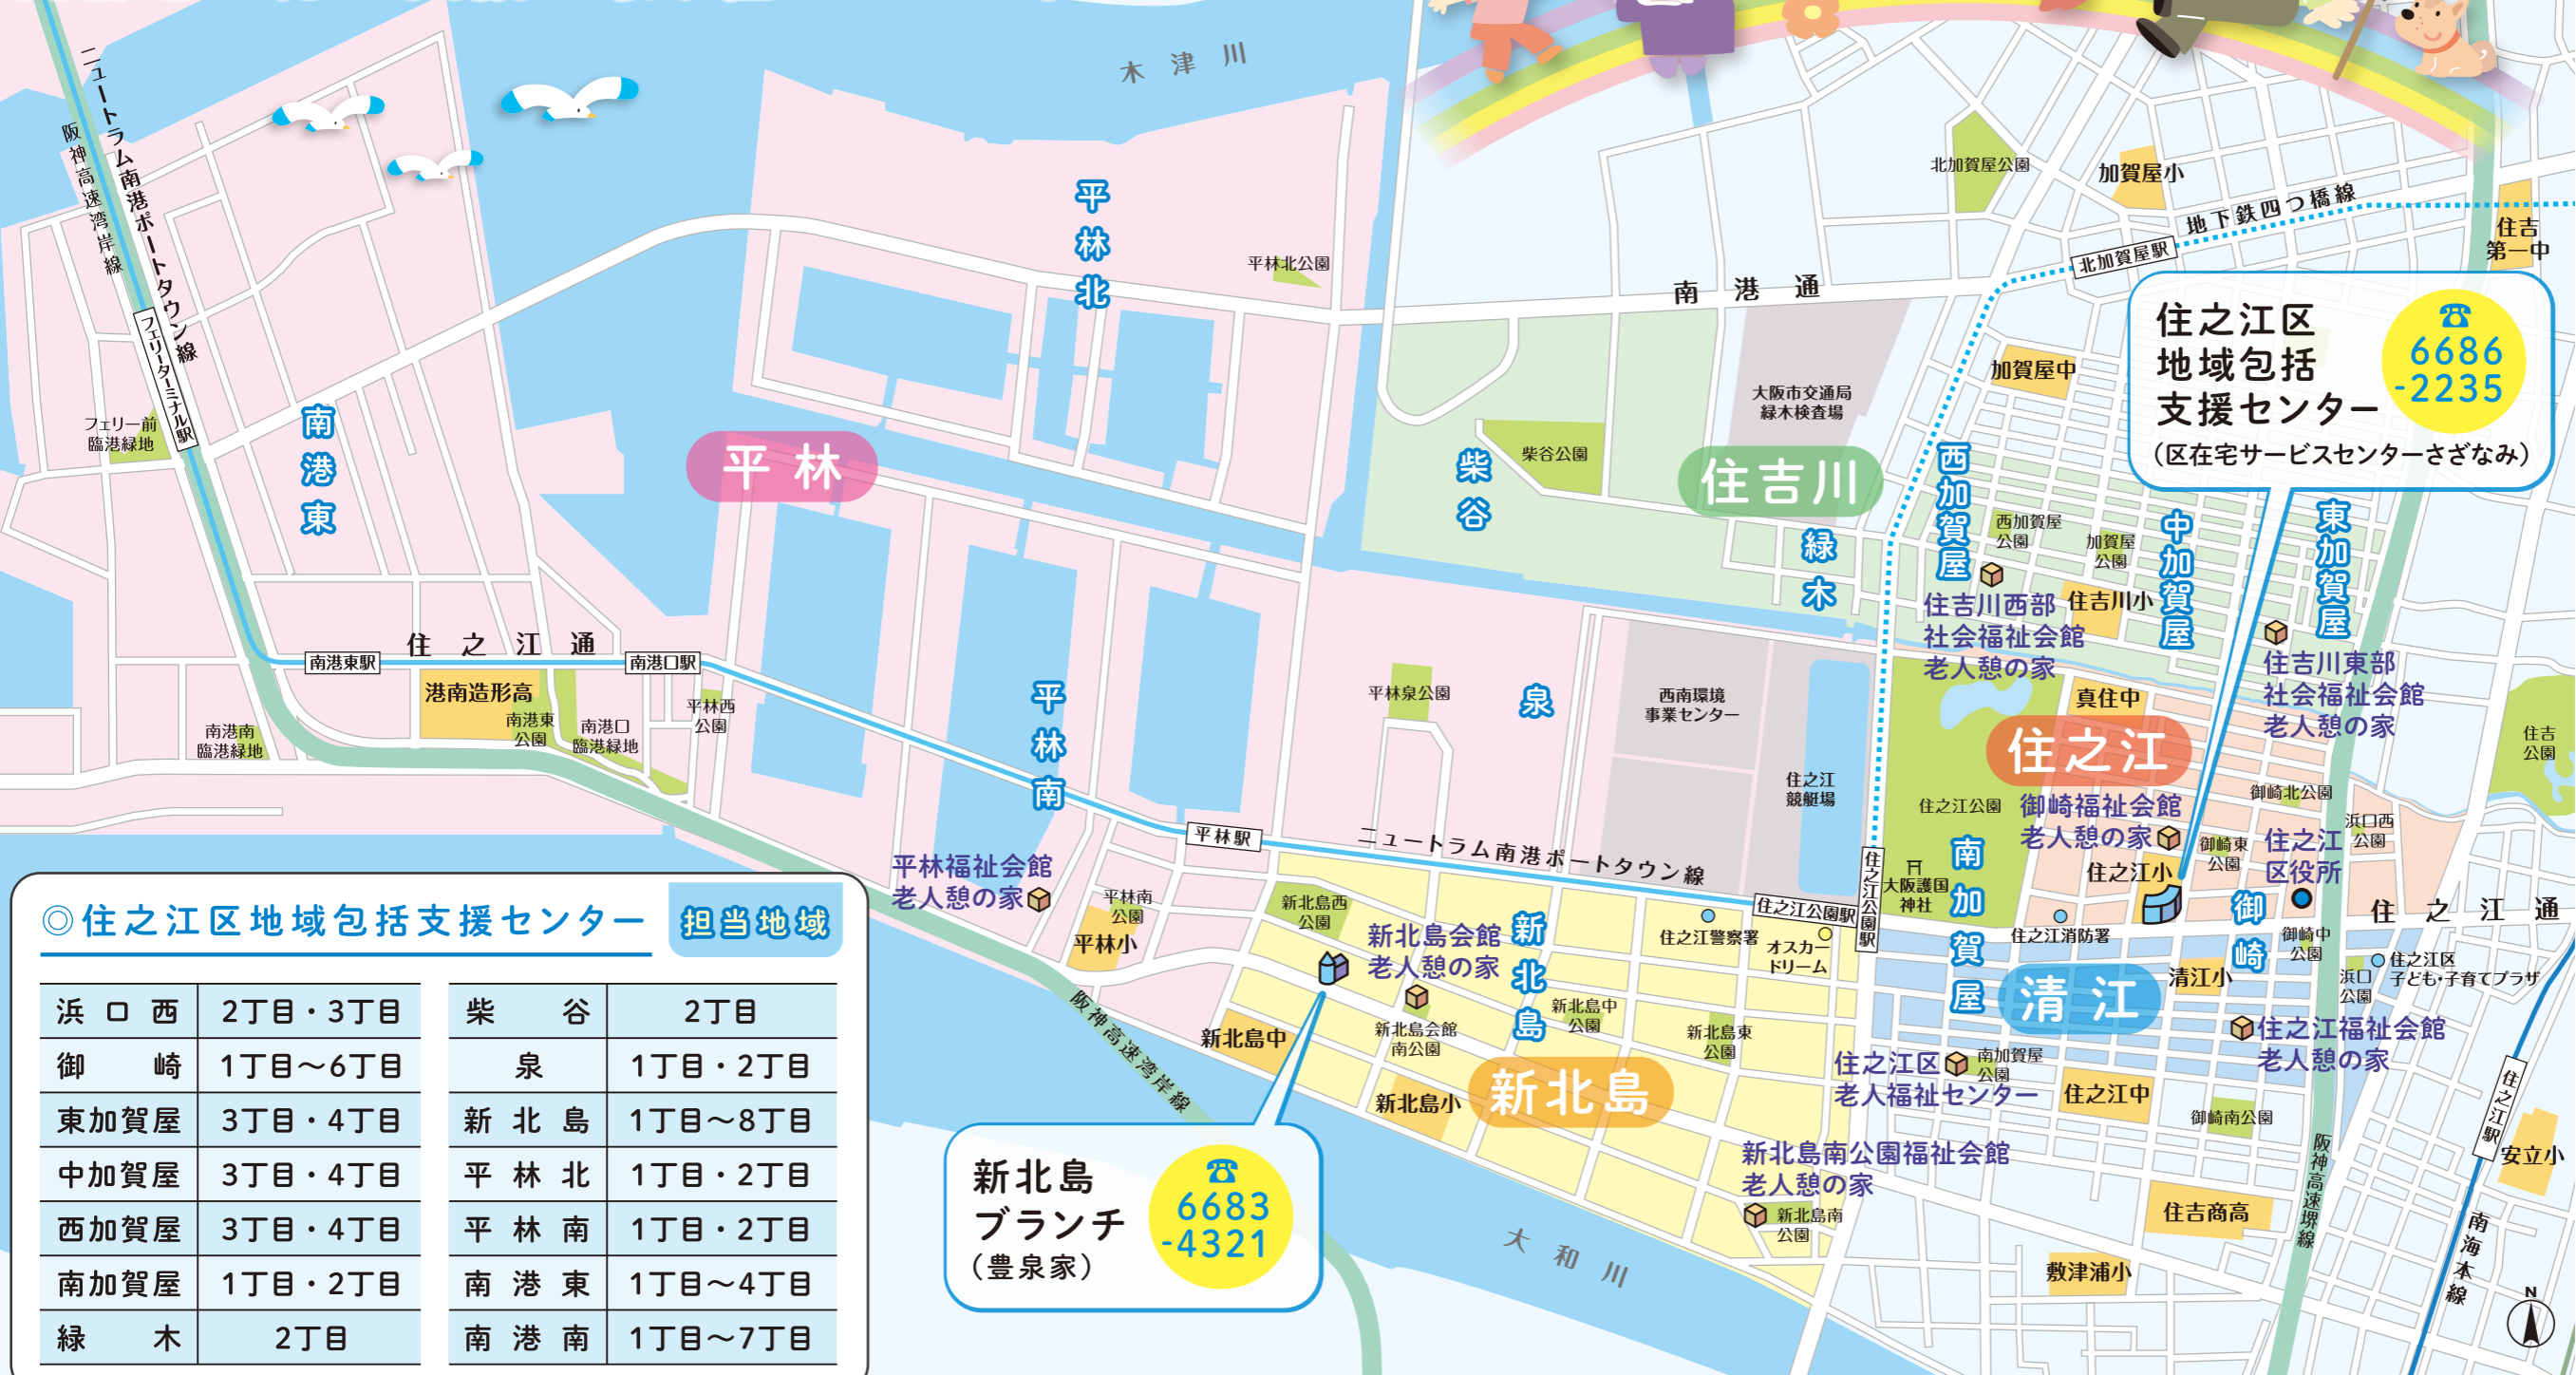 木津川
ニュートラム南港ポートタウン線
阪神高速湾岸線
フェリーターミナル駅
フェリー前
臨港緑地
南港東
平林北
平林北公園
平林
北加賀屋公園
加賀屋小
地下鉄四つ橋線
北加賀屋駅
住吉
第一中
南港通
住之江区
地域包括
支援センター
(区在宅サービスセンターさざなみ)
☎
6686
-2235
加賀屋中
大阪市交通局
緑木検査場
柴谷公園
柴谷
住吉川
緑木
西加賀屋
西加賀屋
公園
加賀屋
公園
中加賀屋
東加賀屋
住吉川西部
社会福祉会館
老人憩の家
住吉川小
住吉川東部
社会福祉会館
老人憩の家
住之江通
南港東駅
南港口駅
港南造形高
南港東
公園
南港口
臨港緑地
平林西
公園
南港南
臨港緑地
平林南
平林泉公園
泉
西南環境
事業センター
住之江
競艇場
真住中
住之江
住之江公園
御崎福祉会館
老人憩の家
住之江小
御崎北公園
御崎東
公園
住之江
区役所
浜口西
公園
住吉
公園
平林駅
ニュートラム南港ポートタウン線
住之江公園駅
住之江公園駅
大阪護国
神社
南加賀屋
御崎
住之江通
平林福祉会館
老人憩の家
平林南
公園
平林小
新北島西
公園
新北島会館
老人憩の家
新北島
住之江警察署
オスカー
ドリーム
住之江消防署
清江
清江小
御崎中
公園
浜口
公園
住之江区
子ども・子育てプラザ
新北島会館
南公園
新北島中
公園
新北島東
公園
新北島中
新北島小
新北島
住之江区
老人福祉センター
南加賀屋
公園
住之江中
住之江福祉会館
老人憩の家
御崎南公園
阪神高速湾岸線
新北島南公園福祉会館
老人憩の家
新北島南
公園
住吉商高
敷津浦小
安立小
住之江駅
南海本線
阪神高速堺線
大和川
N
新北島
ブランチ
(豊泉家)
☎
6683
-4321
◎住之江区地域包括支援センター 担当地域
浜口西 2丁目・3丁目
御崎 1丁目～6丁目
東加賀屋 3丁目・4丁目
中加賀屋 3丁目・4丁目
西加賀屋 3丁目・4丁目
南加賀屋 1丁目・2丁目
緑木 2丁目
柴谷 2丁目
泉 1丁目・2丁目
新北島 1丁目～8丁目
平林北 1丁目・2丁目
平林南 1丁目・2丁目
南港東 1丁目～4丁目
南港南 1丁目～7丁目